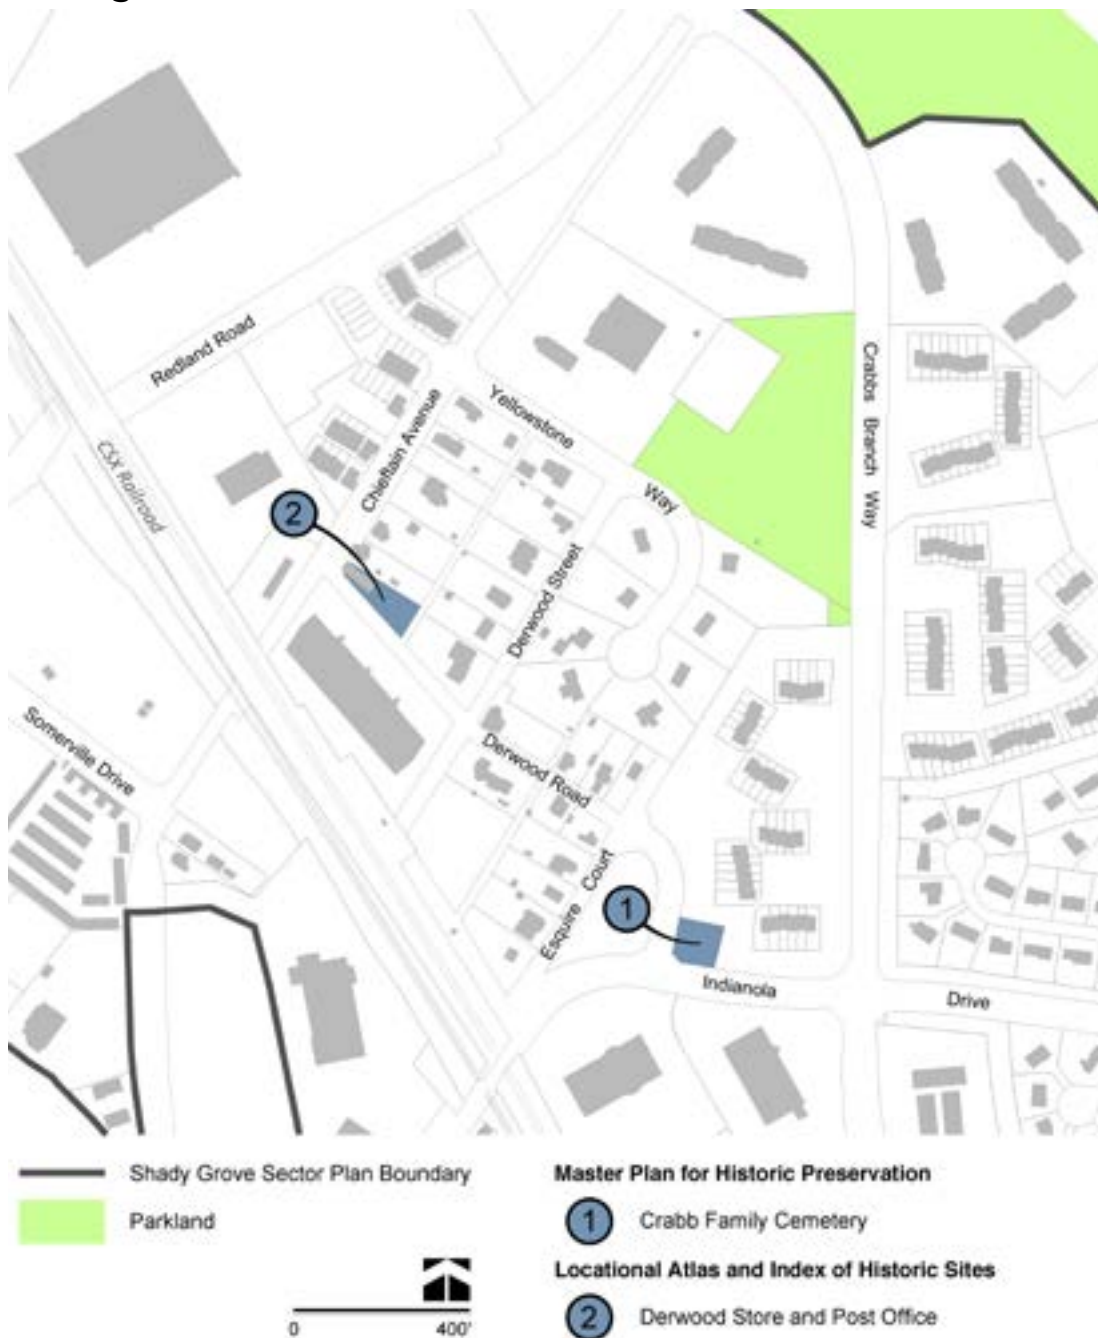 Redland Road
CSX Railroad
Chieftain Avenue
Yellowstone
Way
Crabbs Branch Way
2
Derwood Street
Somerville Drive
Derwood Road
1
Esquire Court
Indianola
Drive
Shady Grove Sector Plan Boundary
Parkland
0 400'
Master Plan for Historic Preservation
1 Crabb Family Cemetery
Locational Atlas and Index of Historic Sites
2 Derwood Store and Post Office